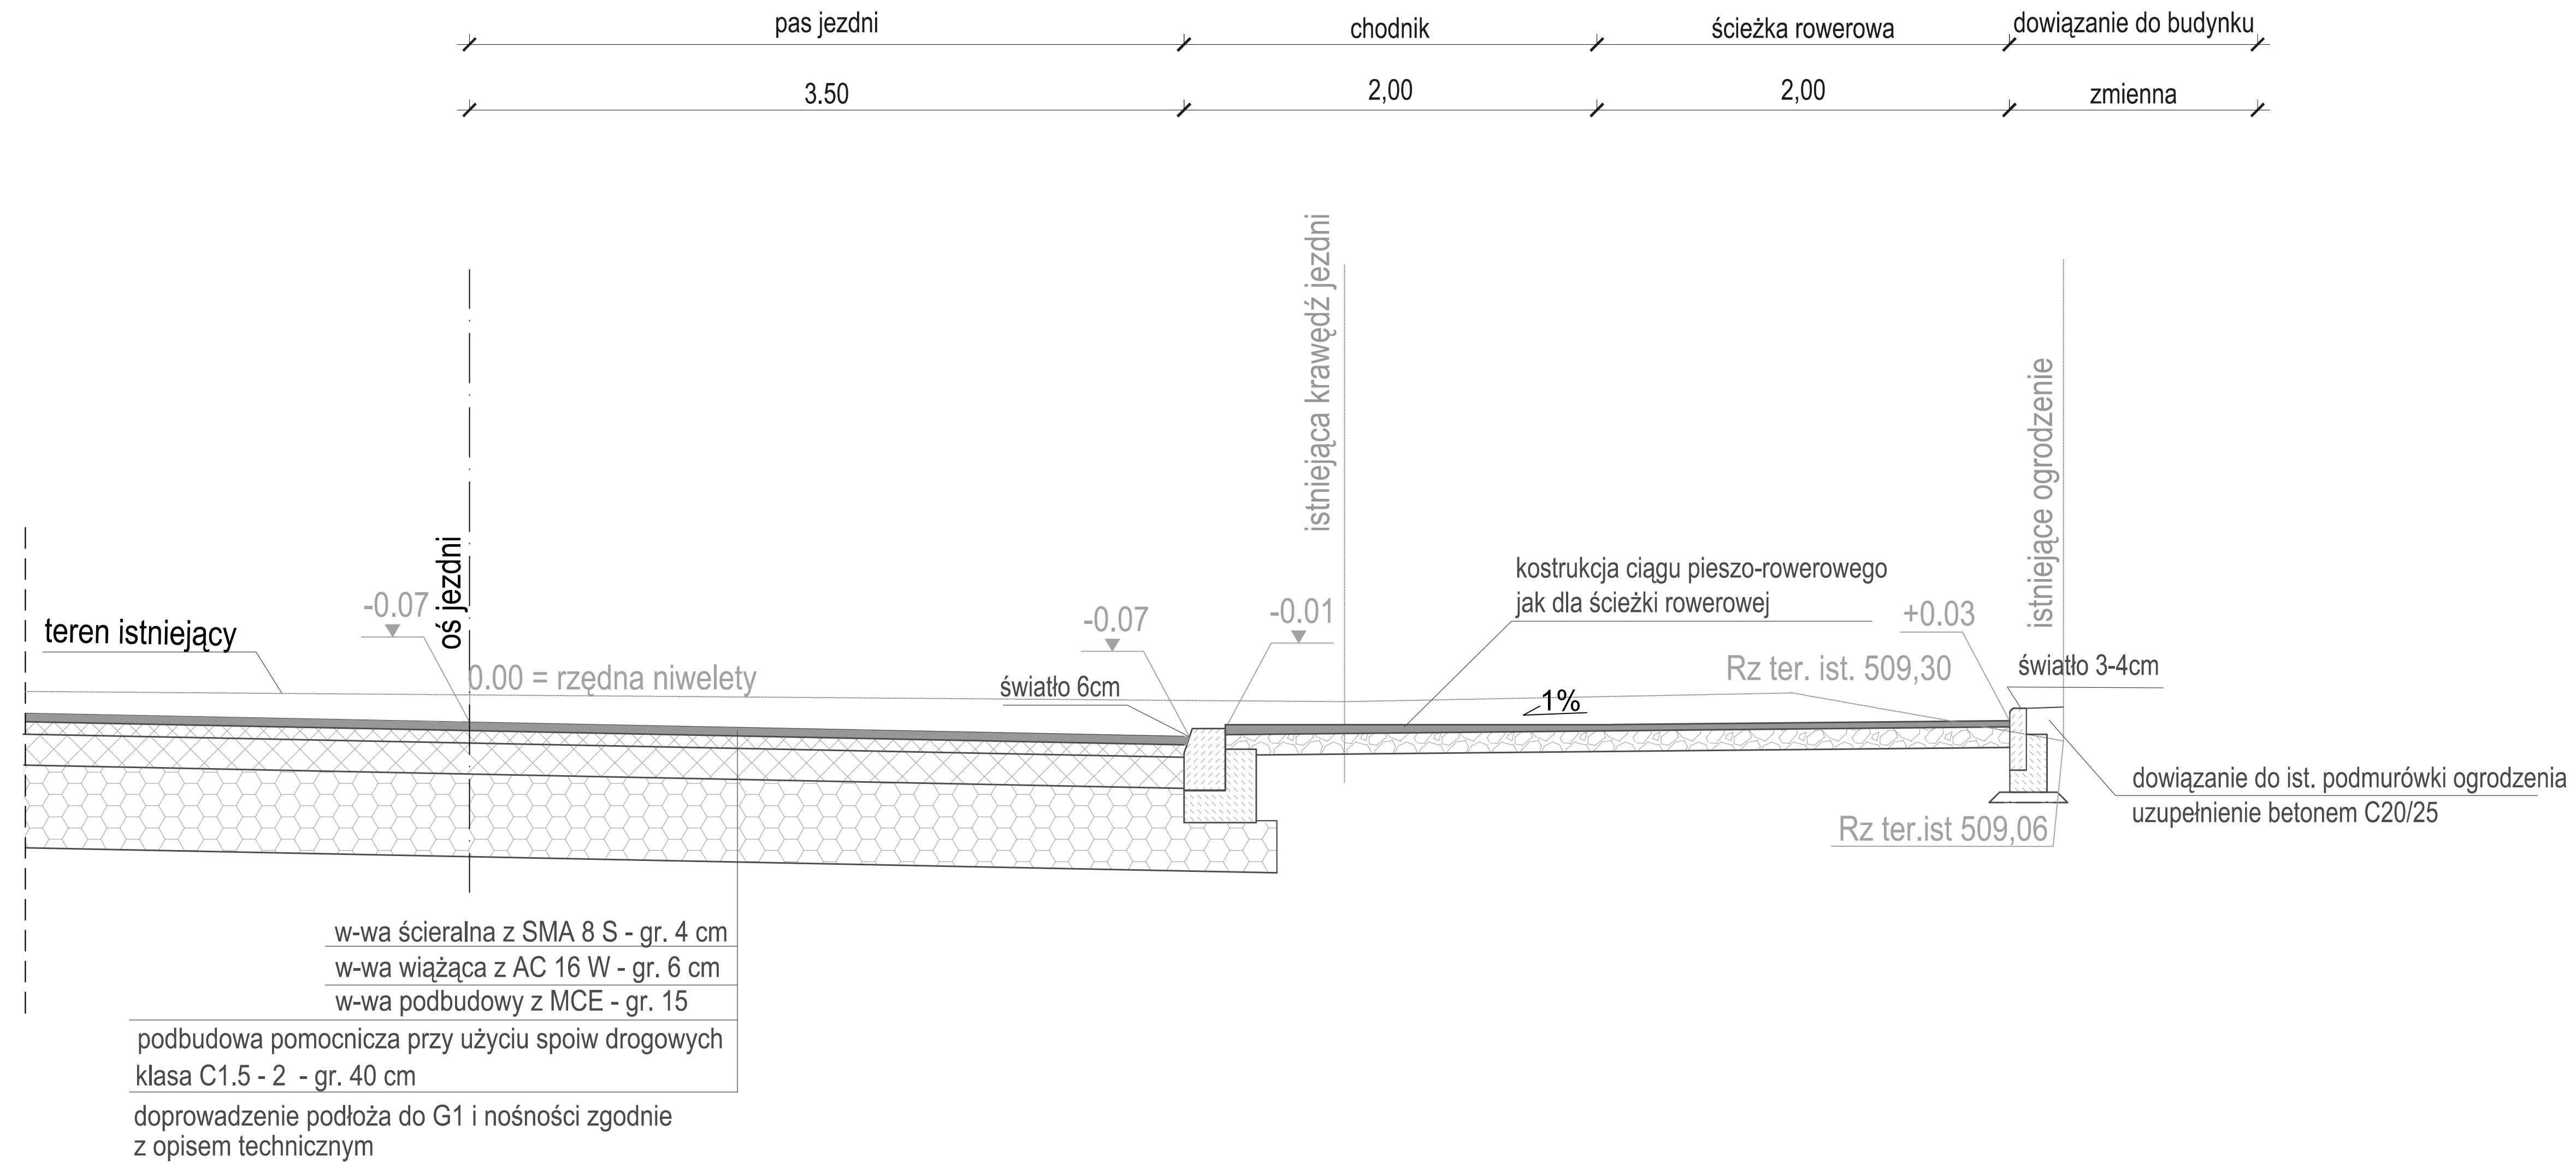 pas jezdni
chodnik
ścieżka rowerowa
dowiązanie do budynku
3.50
2,00
2,00
zmienna
istniejąca krawędź jezdni
istniejące ogrodzenie
oś jezdni
teren istniejący
-0.07
0.00 = rzędna niwelety
-0.07
światło 6cm
-0.01
kostrukcja ciągu pieszo-rowerowego
jak dla ścieżki rowerowej
1%
+0.03
Rz ter. ist. 509,30
światło 3-4cm
dowiązanie do ist. podmurówki ogrodzenia
uzupełnienie betonem C20/25
Rz ter.ist 509,06
w-wa ścieralna z SMA 8 S - gr. 4 cm
w-wa wiążąca z AC 16 W - gr. 6 cm
w-wa podbudowy z MCE - gr. 15
podbudowa pomocnicza przy użyciu spoiw drogowych
klasa C1.5 - 2  - gr. 40 cm
doprowadzenie podłoża do G1 i nośności zgodnie
z opisem technicznym